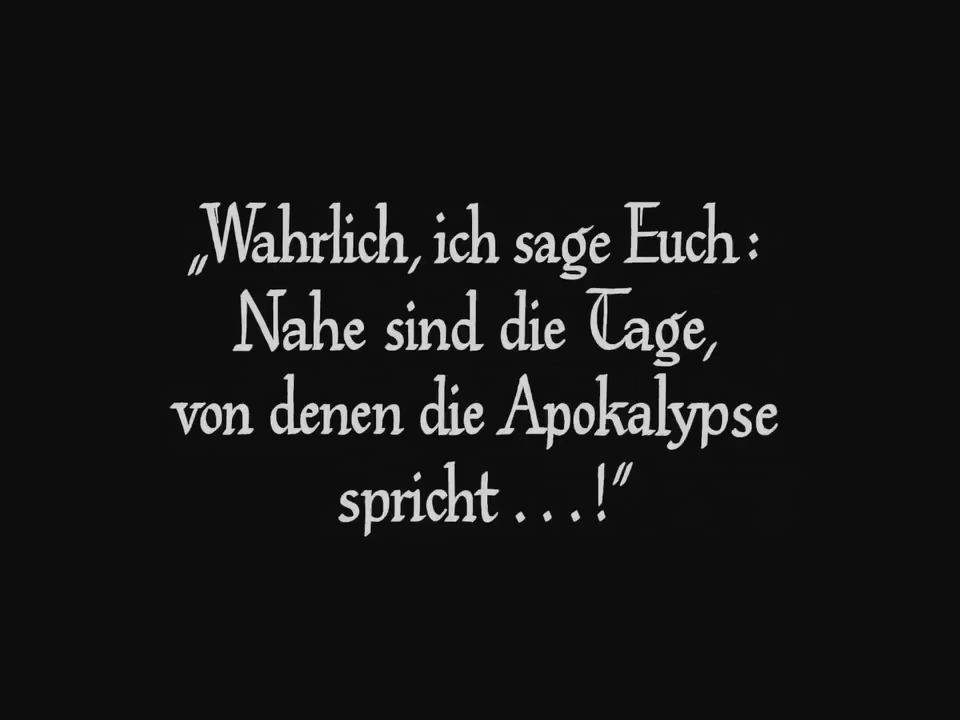 „Wahrlich, ich sage Euch:
Nahe sind die Tage,
von denen die Apokalypse
spricht . . . !"